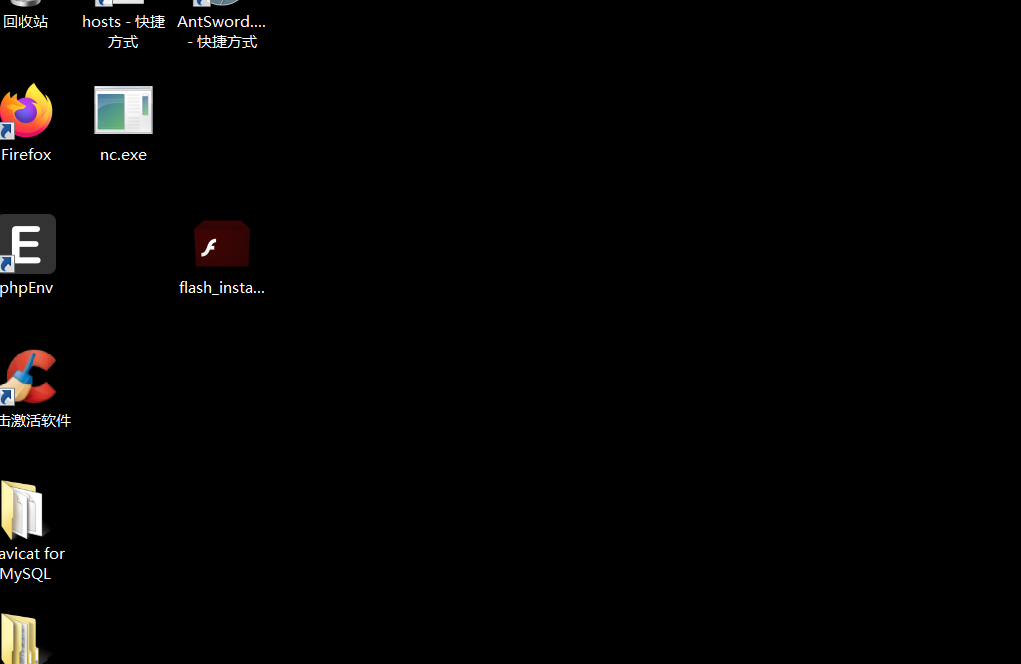 回收站
hosts - 快捷
方式
AntSword....
- 快捷方式
Firefox
nc.exe
phpEnv
flash_insta...
击激活软件
avicat for
MySQL